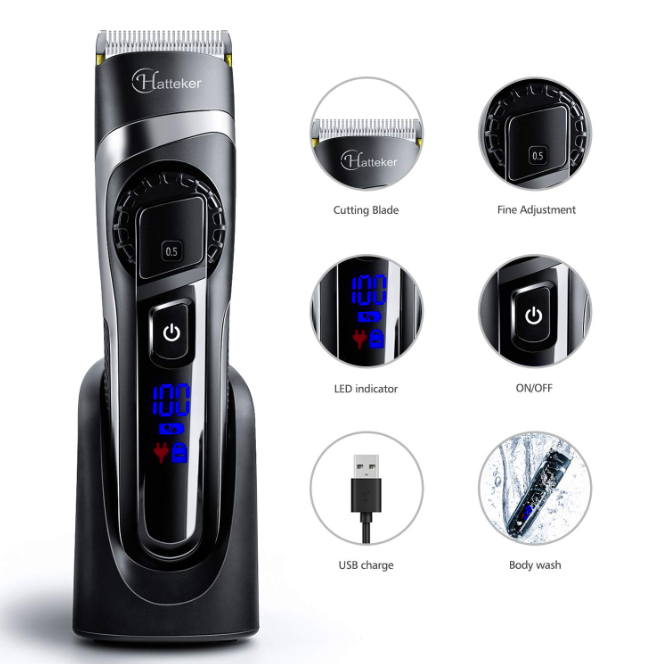 Hatteker
0.5
100
Hatteker
Cutting Blade
0.5
Fine Adjustment
100
LED indicator
ON/OFF
USB charge
Body wash